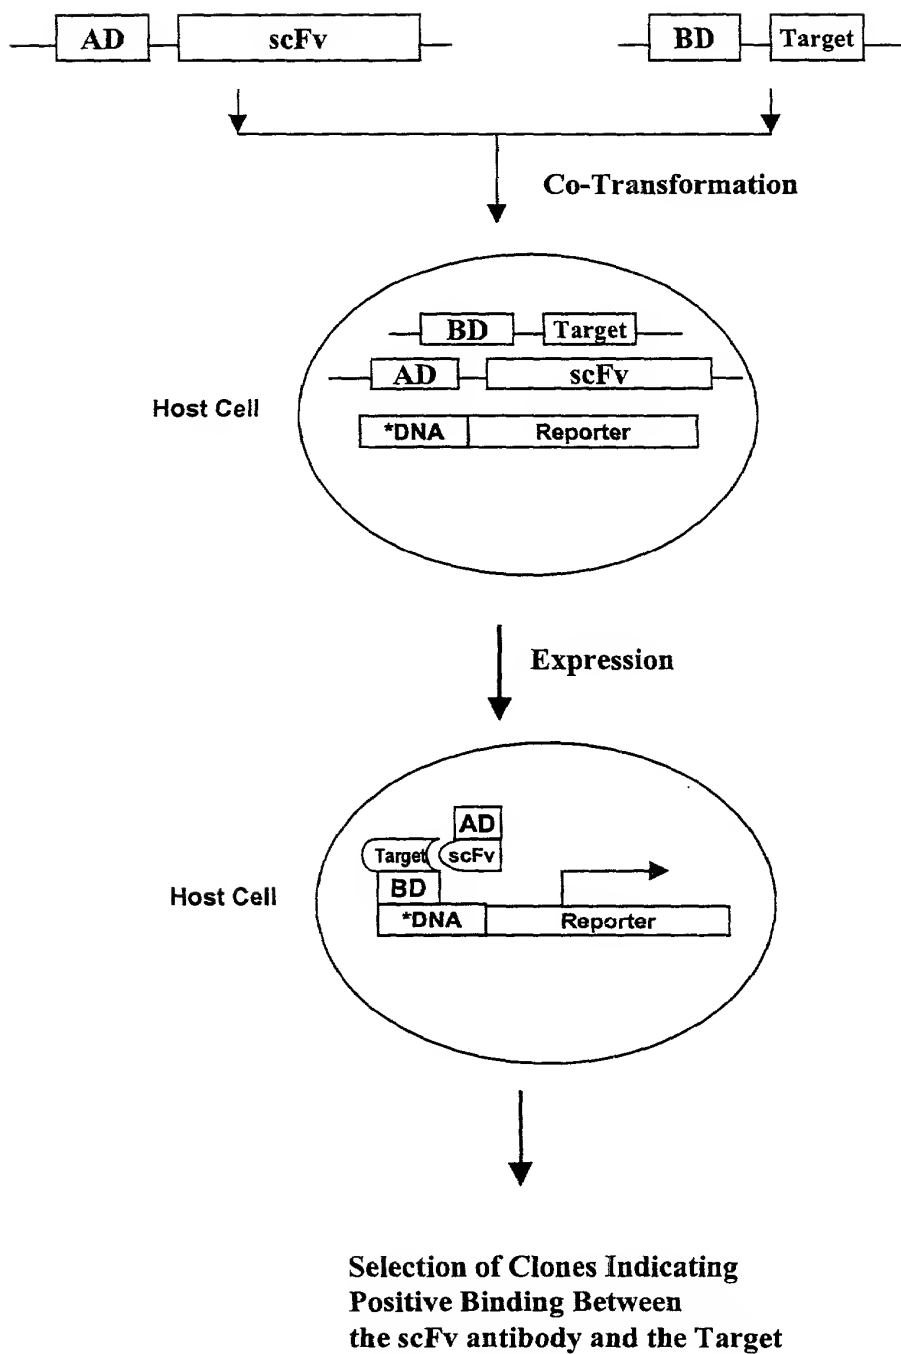 AD scFv BD Target
Co-Transformation
BD Target
AD scFv
Host Cell
*DNA Reporter
Expression
AD
Target scFv
BD
Host Cell
*DNA Reporter
Selection of Clones Indicating
Positive Binding Between
the scFv antibody and the Target